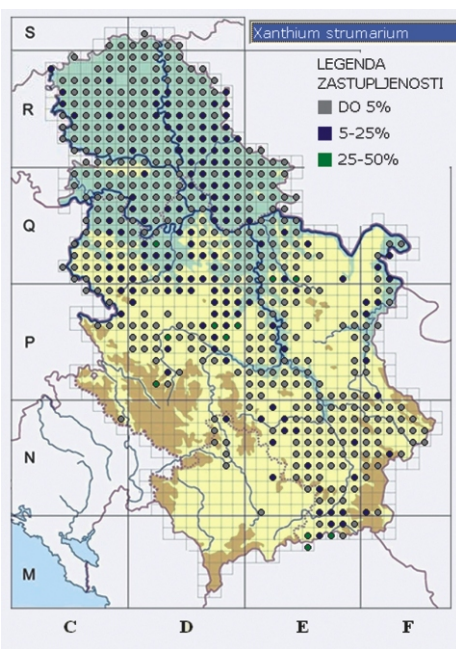 Xanthium strumarium
LEGENDA
ZASTUPLJENOSTI
DO 5%
5-25%
25-50%
S
R
Q
P
N
M
C D E F